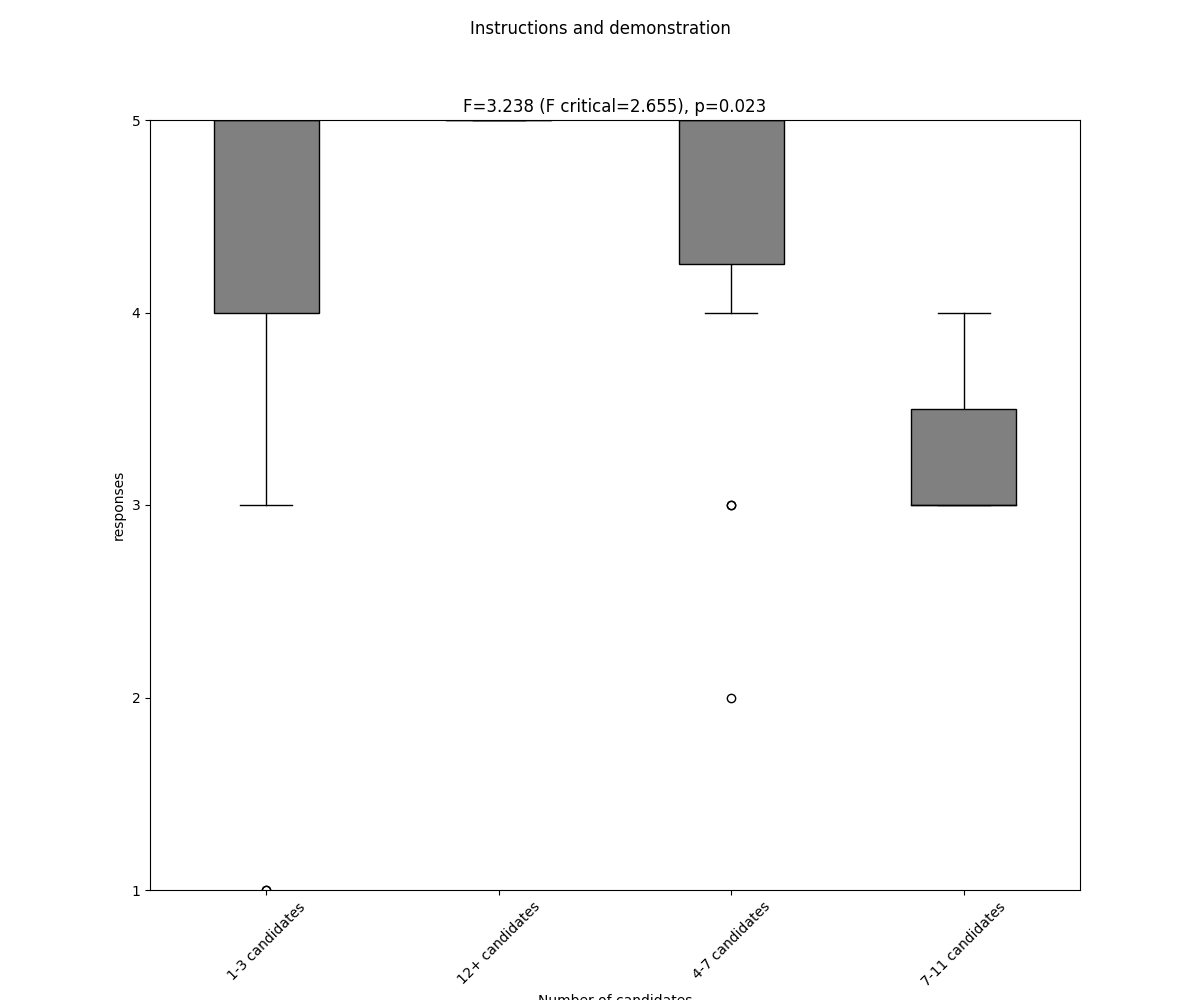 Instructions and demonstration
F=3.238 (F critical=2.655), p=0.023
5
4
3
2
1
responses
1-3 candidates
12+ candidates
4-7 candidates
7-11 candidates
Number of candidates